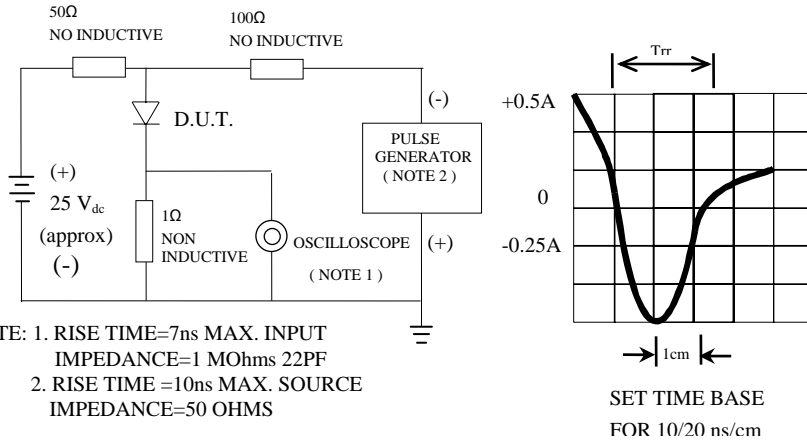 50Ω
NO INDUCTIVE
100Ω
NO INDUCTIVE
D.U.T.
(+)
25 Vdc
(approx)
(-)
1Ω
NON
INDUCTIVE
OSCILLOSCOPE
( NOTE 1 )
(-)
PULSE
GENERATOR
( NOTE 2 )
(+)
TE: 1. RISE TIME=7ns MAX. INPUT
IMPEDANCE=1 MOhms 22PF
2. RISE TIME =10ns MAX. SOURCE
IMPEDANCE=50 OHMS
Trr
+0.5A
0
-0.25A
1cm
SET TIME BASE
FOR 10/20 ns/cm